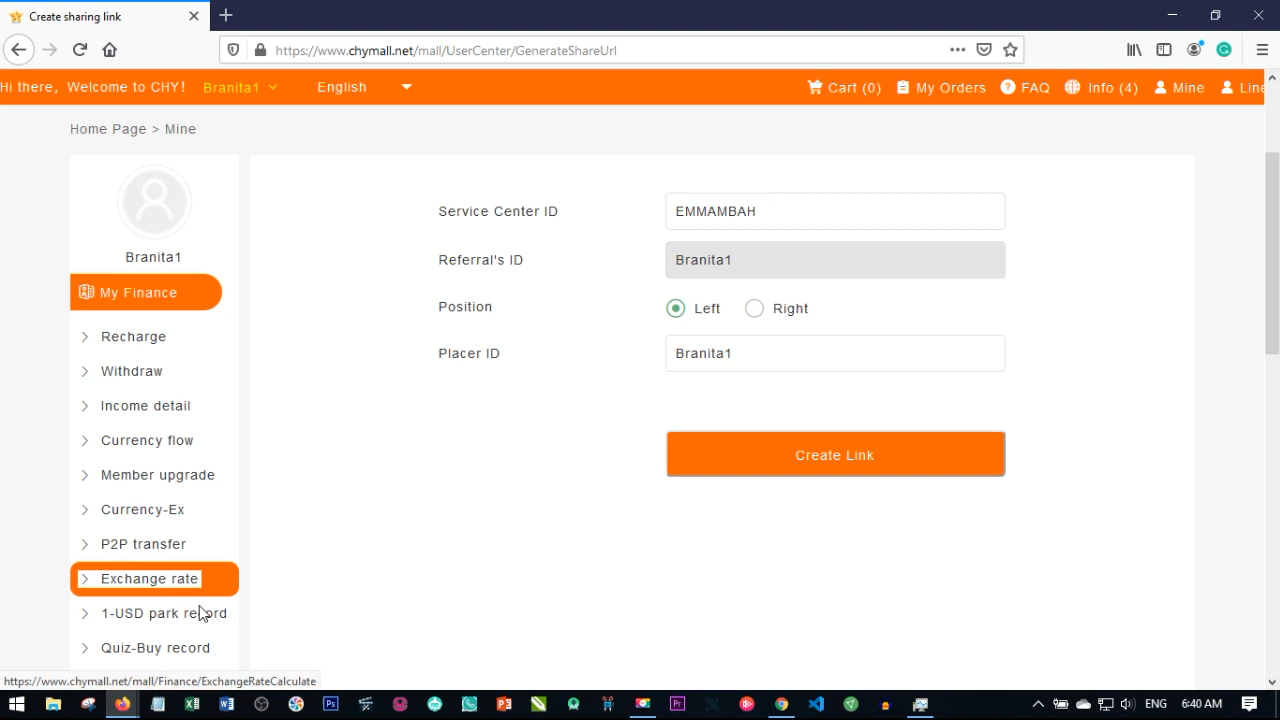 Create sharing link
https://www.chymall.net/mall/UserCenter/GenerateShareUrl
Hi there, Welcome to CHY! Branita1 English Cart (0) My Orders FAQ Info (4) Mine Line
Home Page > Mine
Branita1
My Finance
Recharge
Withdraw
Income detail
Currency flow
Member upgrade
Currency-Ex
P2P transfer
Exchange rate
1-USD park record
Quiz-Buy record
Service Center ID EMMAMBAH
Referral's ID Branita1
Position Left Right
Placer ID Branita1
Create Link
https://www.chymall.net/mall/Finance/ExchangeRateCalculate
ENG 6:40 AM